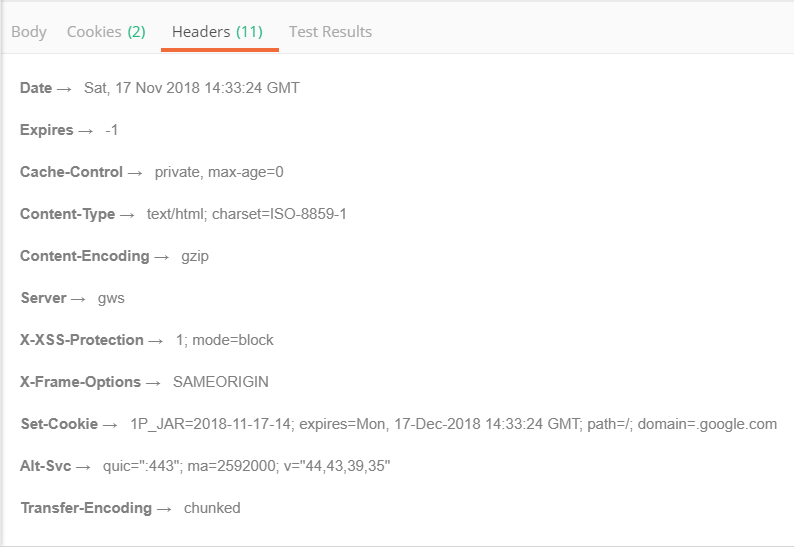 Body Cookies (2) Headers (11) Test Results
Date → Sat, 17 Nov 2018 14:33:24 GMT
Expires → -1
Cache-Control → private, max-age=0
Content-Type → text/html; charset=ISO-8859-1
Content-Encoding → gzip
Server → gws
X-XSS-Protection → 1; mode=block
X-Frame-Options → SAMEORIGIN
Set-Cookie → 1P_JAR=2018-11-17-14; expires=Mon, 17-Dec-2018 14:33:24 GMT; path=/; domain=.google.com
Alt-Svc → quic=":443"; ma=2592000; v="44,43,39,35"
Transfer-Encoding → chunked